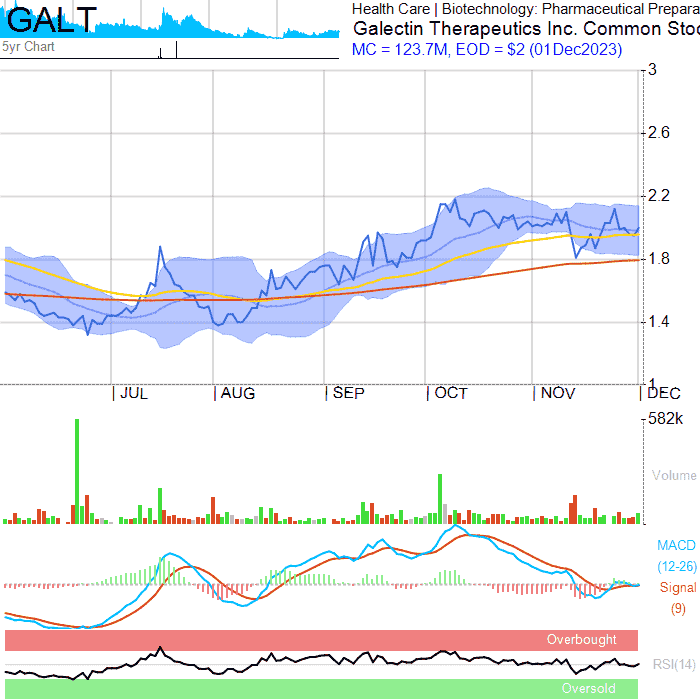 GALT
5yr Chart
Health Care | Biotechnology: Pharmaceutical Prepara
Galectin Therapeutics Inc. Common Stoc
MC = 123.7M, EOD = $2 (01Dec2023)
3
2.6
2.2
1.8
1.4
1
JUL AUG SEP OCT NOV DEC
582k
Volume
MACD
(12-26)
Signal
(9)
Overbought
RSI(14)
Oversold